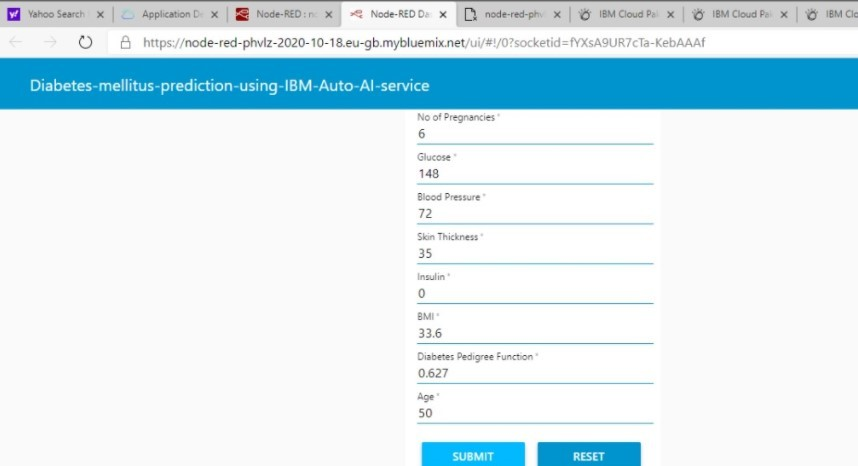 Yahoo Search
Application De
Node-RED : no
Node-RED Das
node-red-phvl
IBM Cloud Pak
IBM Cloud Pak
IBM Clo
https://node-red-phvlz-2020-10-18.eu-gb.mybluemix.net/ui/#!/0?socketid=fYXsA9UR7cTa-KebAAAf
Diabetes-mellitus-prediction-using-IBM-Auto-AI-service
No of Pregnancies *
6
Glucose *
148
Blood Pressure *
72
Skin Thickness *
35
Insulin *
0
BMI *
33.6
Diabetes Pedigree Function *
0.627
Age *
50
SUBMIT
RESET